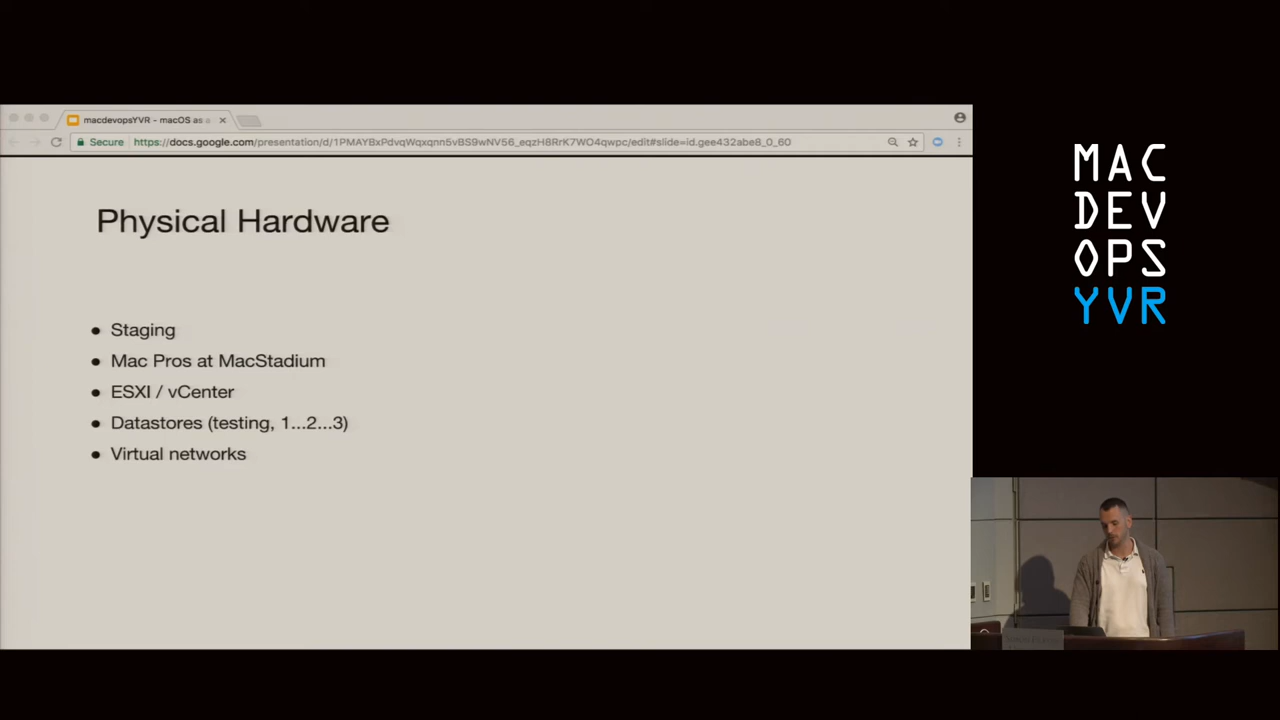 macdevopsYVR - macOS as a
Secure https://docs.google.com/presentation/d/1PMAYBxPdvqWqxqnn5vBS9wNV56_eqzH8RrK7WO4qwpc/edit#slide=id.gee432abe8_0_60
Physical Hardware
• Staging
• Mac Pros at MacStadium
• ESXI / vCenter
• Datastores (testing, 1...2...3)
• Virtual networks
MAC
DEV
OPS
YVR